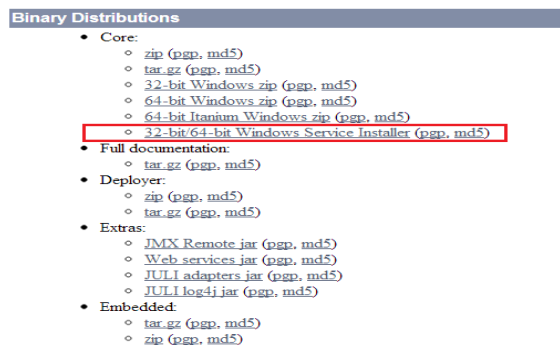 Binary Distributions
• Core:
◦ zip (pgp, md5)
◦ tar.gz (pgp, md5)
◦ 32-bit Windows zip (pgp, md5)
◦ 64-bit Windows zip (pgp, md5)
◦ 64-bit Itanium Windows zip (pgp, md5)
◦ 32-bit/64-bit Windows Service Installer (pgp, md5)
• Full documentation:
◦ tar.gz (pgp, md5)
• Deployer:
◦ zip (pgp, md5)
◦ tar.gz (pgp, md5)
• Extras:
◦ JMX Remote jar (pgp, md5)
◦ Web services jar (pgp, md5)
◦ JULI adapters jar (pgp, md5)
◦ JULI log4j jar (pgp, md5)
• Embedded:
◦ tar.gz (pgp, md5)
◦ zip (pgp, md5)